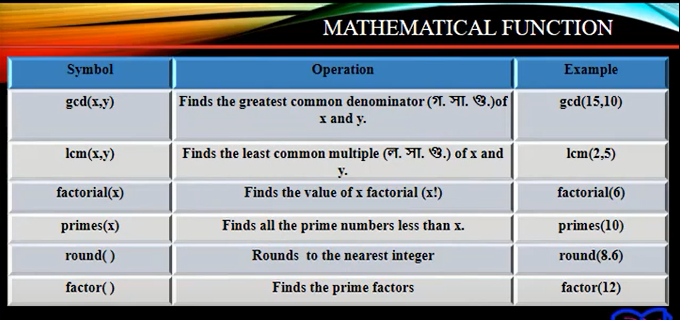 MATHEMATICAL FUNCTION
Symbol Operation Example
gcd(x,y) Finds the greatest common denominator (গ. সা. গু.)of x and y. gcd(15,10)
lcm(x,y) Finds the least common multiple (ল. সা. গু.) of x and y. lcm(2,5)
factorial(x) Finds the value of x factorial (x!) factorial(6)
primes(x) Finds all the prime numbers less than x. primes(10)
round( ) Rounds to the nearest integer round(8.6)
factor( ) Finds the prime factors factor(12)